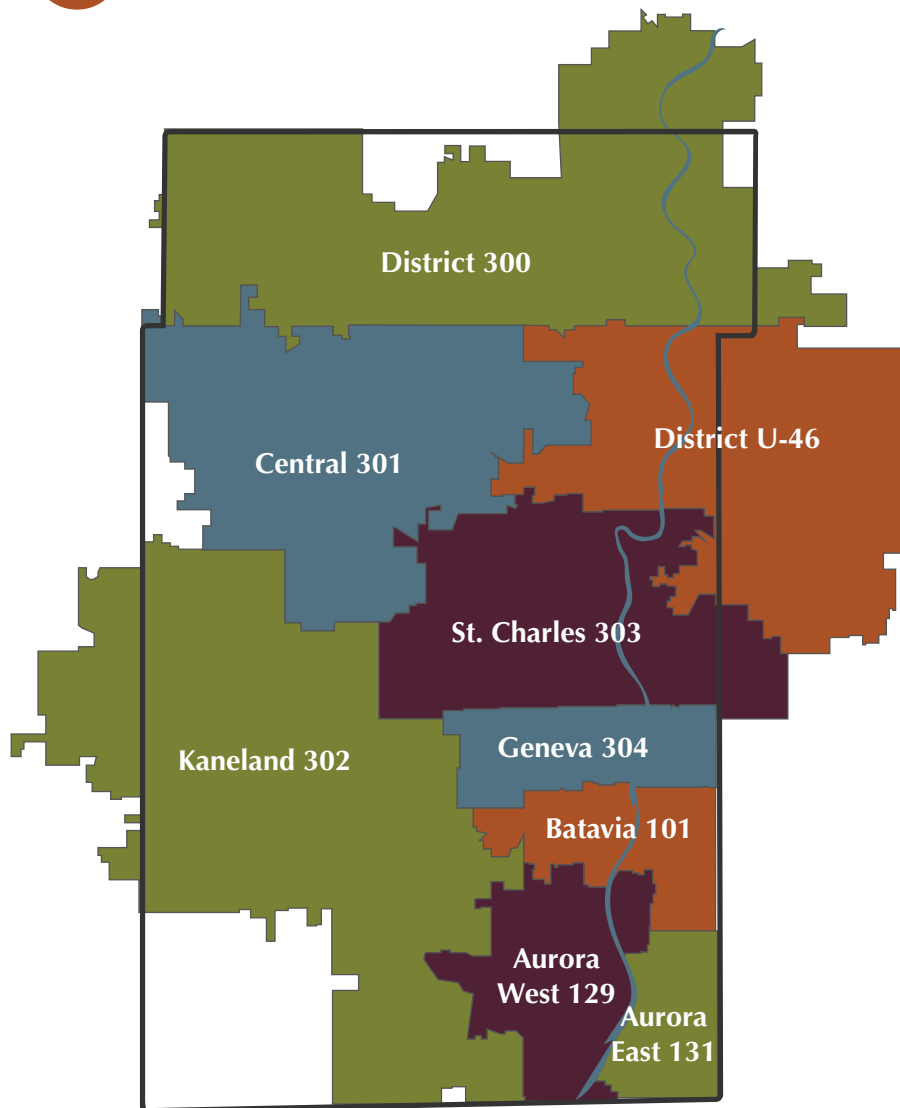 District 300
District U-46
Central 301
St. Charles 303
Geneva 304
Kaneland 302
Batavia 101
Aurora
West 129
Aurora
East 131